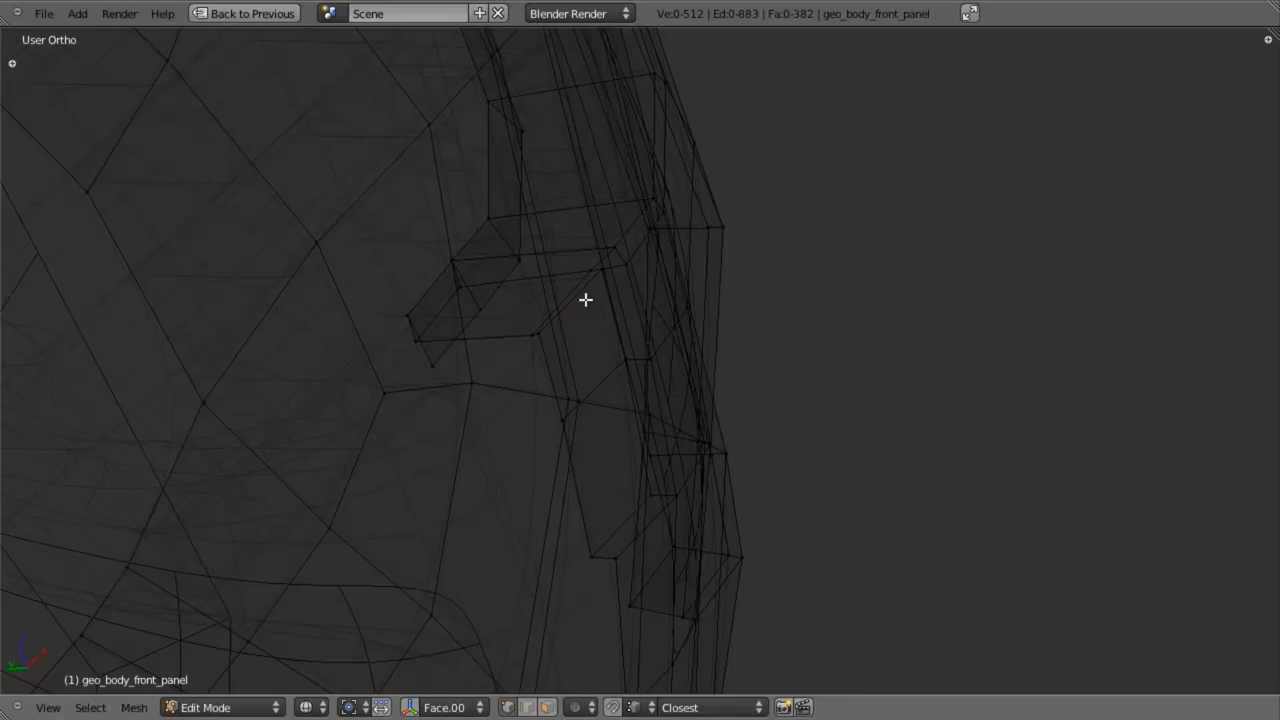 File Add Render Help Back to Previous Scene Blender Render Ve:0-512 | Ed:0-883 | Fa:0-382 | geo_body_front_panel
User Ortho
(1) geo_body_front_panel
View Select Mesh Edit Mode Face.00 Closest